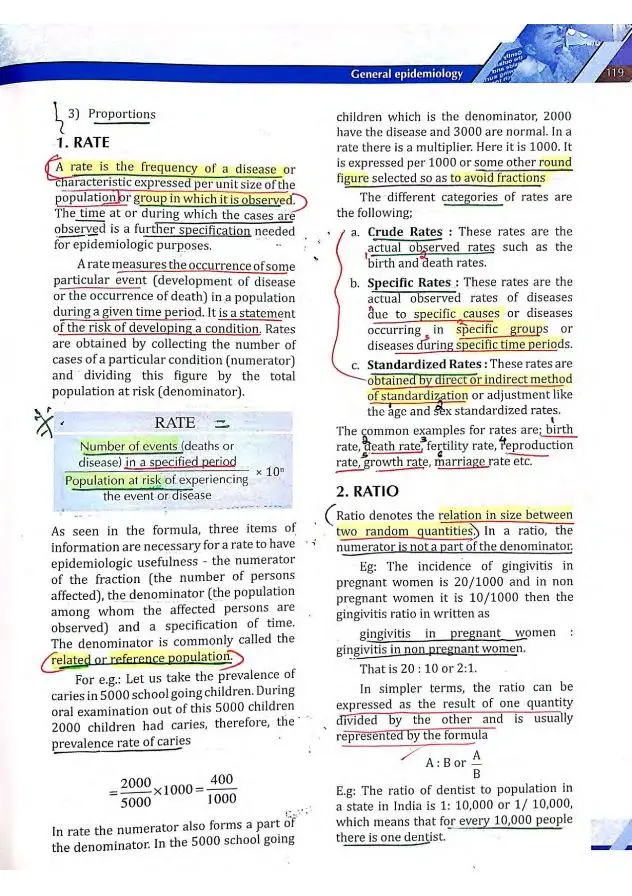 General epidemiology
119
3) Proportions
1. RATE
A rate is the frequency of a disease or
characteristic expressed per unit size of the
population or group in which it is observed.
The time at or during which the cases are
observed is a further specification needed
for epidemiologic purposes.
A rate measures the occurrence of some
particular event (development of disease
or the occurrence of death) in a population
during a given time period. It is a statement
of the risk of developing a condition. Rates
are obtained by collecting the number of
cases of a particular condition (numerator)
and dividing this figure by the total
population at risk (denominator).
RATE =
Number of events (deaths or
disease) in a specified period
Population at risk of experiencing
the event or disease
× 10ⁿ
As seen in the formula, three items of
information are necessary for a rate to have
epidemiologic usefulness - the numerator
of the fraction (the number of persons
affected), the denominator (the population
among whom the affected persons are
observed) and a specification of time.
The denominator is commonly called the
related or reference population.
For e.g.: Let us take the prevalence of
caries in 5000 school going children. During
oral examination out of this 5000 children
2000 children had caries, therefore, the
prevalence rate of caries
= 2000/5000 x1000 = 400/1000
In rate the numerator also forms a part of
the denominator. In the 5000 school going
children which is the denominator, 2000
have the disease and 3000 are normal. In a
rate there is a multiplier. Here it is 1000. It
is expressed per 1000 or some other round
figure selected so as to avoid fractions
The different categories of rates are
the following;
a. Crude Rates : These rates are the
actual observed rates such as the
birth and death rates.
b. Specific Rates : These rates are the
actual observed rates of diseases
due to specific causes or diseases
occurring in specific groups or
diseases during specific time periods.
c. Standardized Rates : These rates are
obtained by direct or indirect method
of standardization or adjustment like
the age and sex standardized rates.
The common examples for rates are; birth
rate, death rate, fertility rate, reproduction
rate, growth rate, marriage rate etc.
2. RATIO
Ratio denotes the relation in size between
two random quantities. In a ratio, the
numerator is not a part of the denominator.
Eg: The incidence of gingivitis in
pregnant women is 20/1000 and in non
pregnant women it is 10/1000 then the
gingivitis ratio in written as
gingivitis in pregnant women :
gingivitis in non pregnant women.
That is 20 : 10 or 2:1.
In simpler terms, the ratio can be
expressed as the result of one quantity
divided by the other and is usually
represented by the formula
A : B or A/B
E.g: The ratio of dentist to population in
a state in India is 1: 10,000 or 1/ 10,000,
which means that for every 10,000 people
there is one dentist.